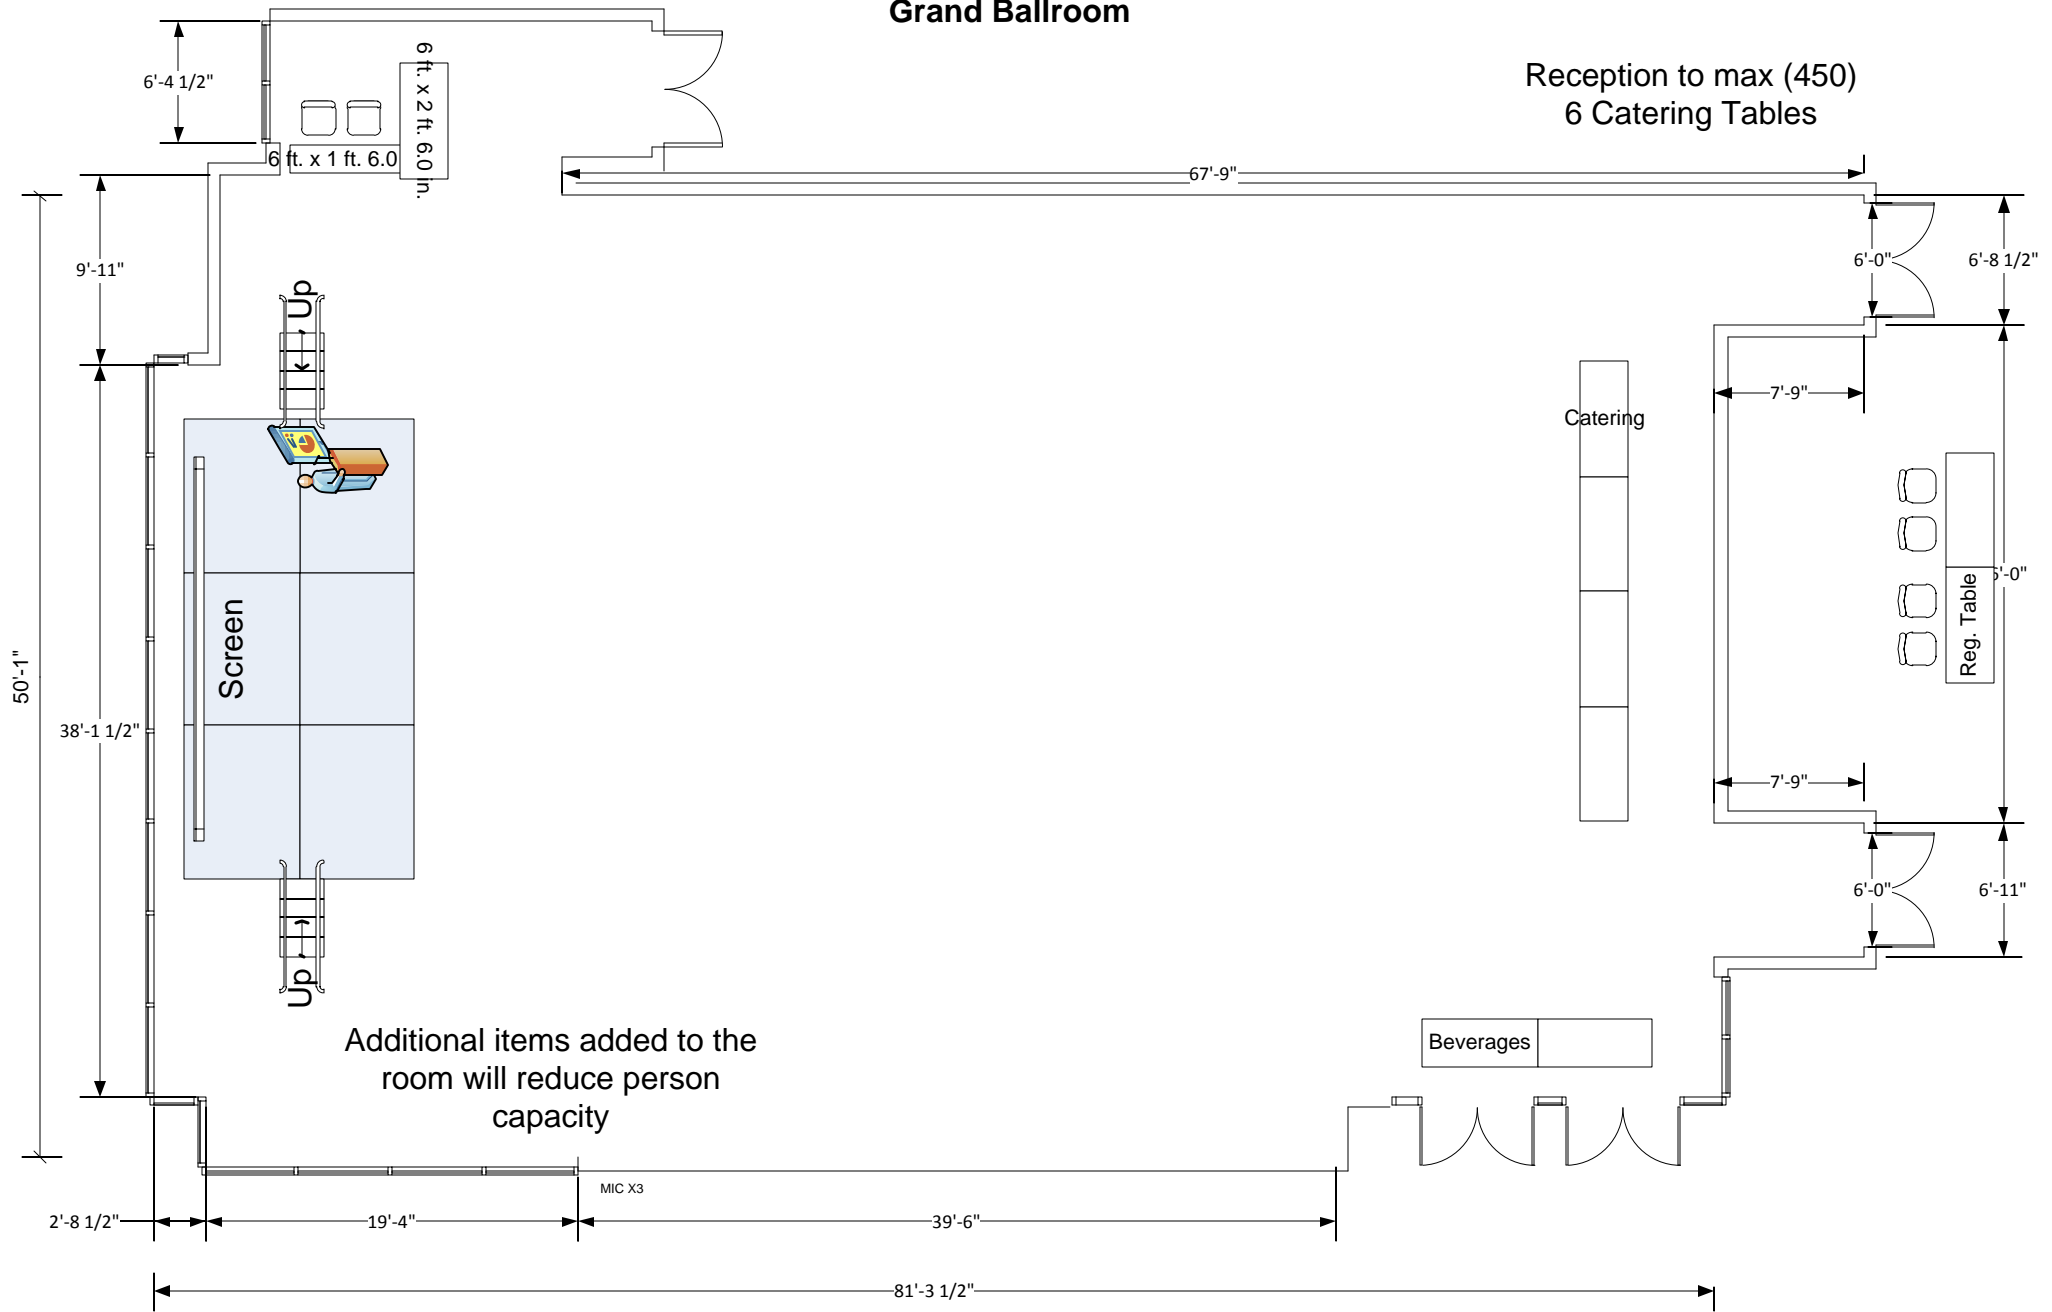 Grand Ballroom
Reception to max (450)
6 Catering Tables
6'-4 1/2"
6 ft. x 2 ft. 6.0 in.
6 ft. x 1 ft. 6.0
67'-9"
9'-11"
6'-0"
6'-8 1/2"
Up
7'-9"
Catering
Screen
50'-1"
38'-1 1/2"
Reg. Table
'-0"
7'-9"
6'-0"
6'-11"
Up
Additional items added to the
room will reduce person
capacity
Beverages
MIC X3
2'-8 1/2"
19'-4"
39'-6"
81'-3 1/2"